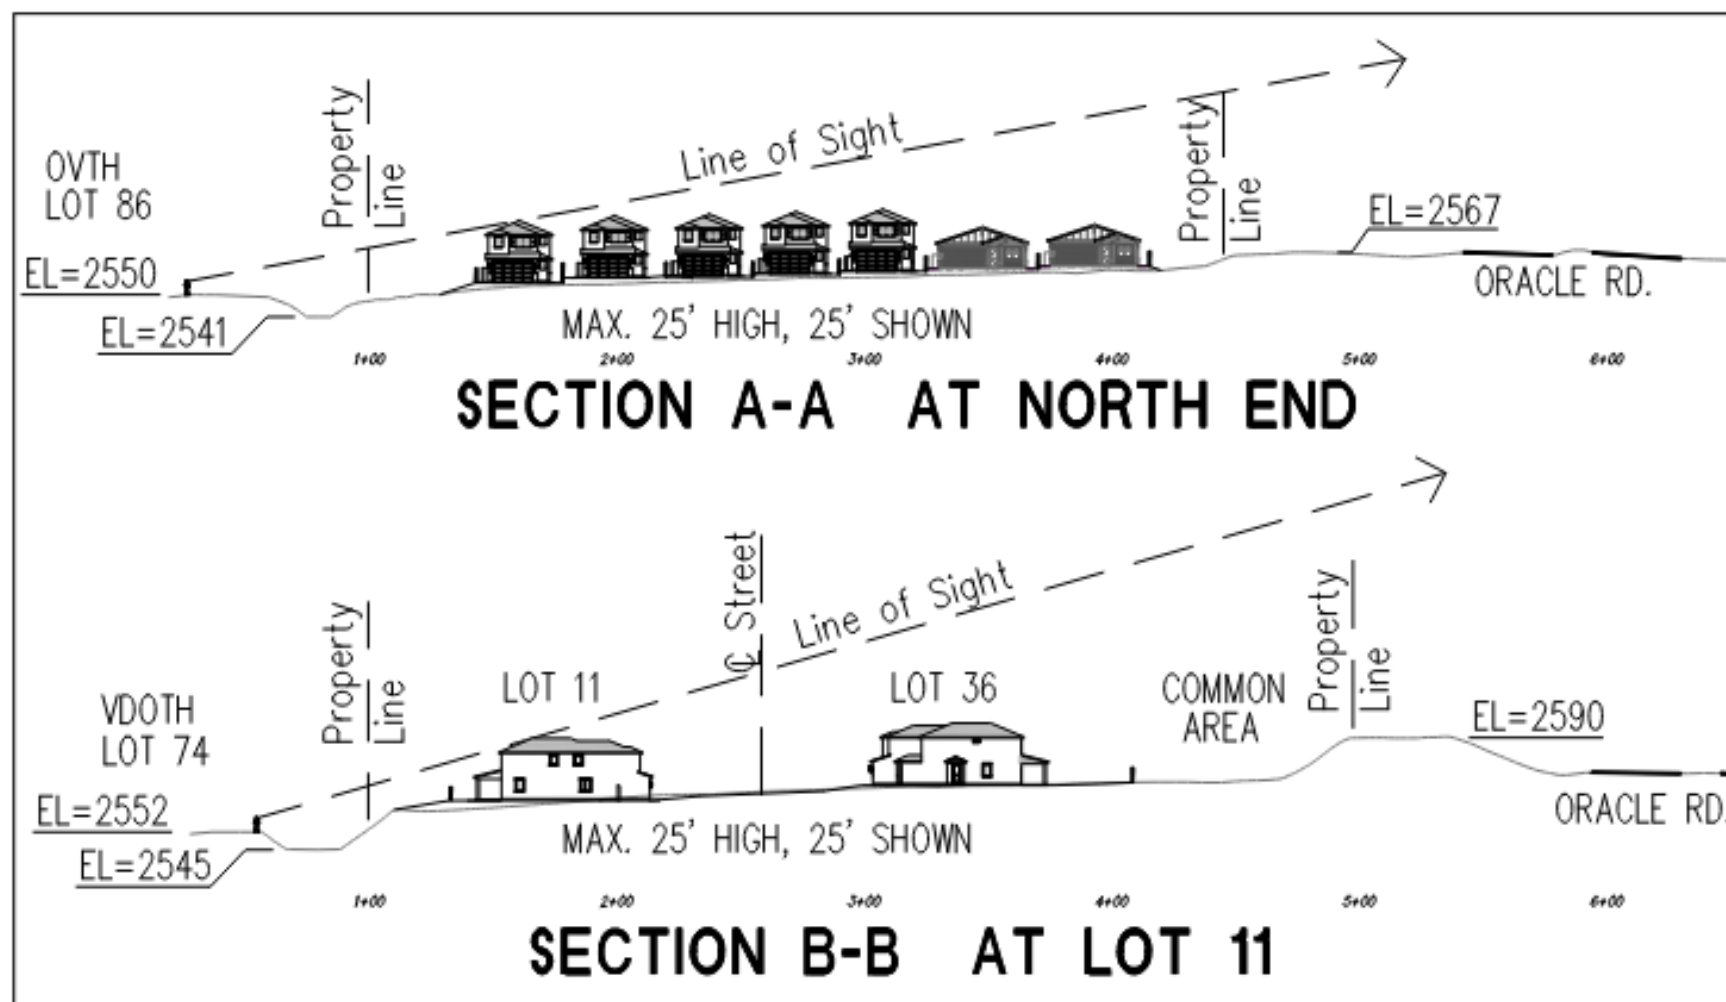 Property
Line
Line of Sight
Property
Line
OVTH
LOT 86
EL=2550
EL=2541
EL=2567
ORACLE RD.
MAX. 25' HIGH, 25' SHOWN
1+00 2+00 3+00 4+00 5+00 6+00
SECTION A-A AT NORTH END
Property
Line
℄ Street
Line of Sight
Property
Line
LOT 11
LOT 36
COMMON
AREA
VDOTH
LOT 74
EL=2552
EL=2545
EL=2590
ORACLE RD.
MAX. 25' HIGH, 25' SHOWN
1+00 2+00 3+00 4+00 5+00 6+00
SECTION B-B AT LOT 11